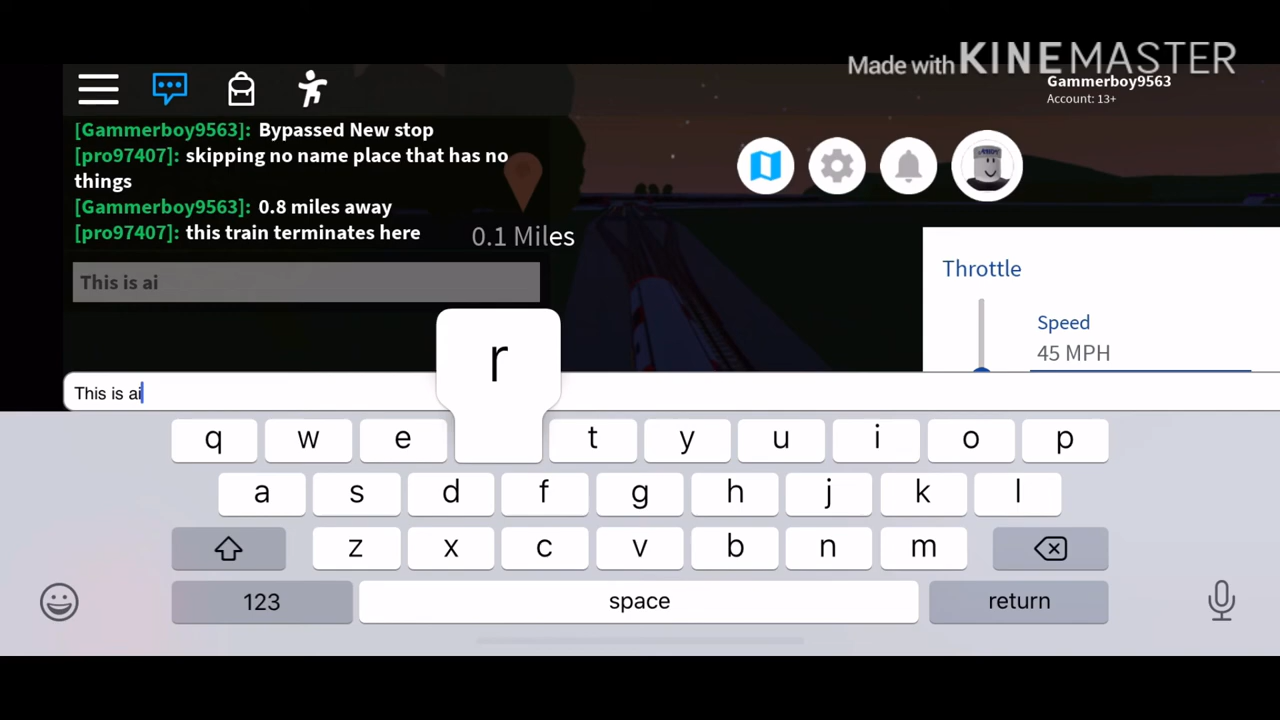 Made with KINEMASTER
Gammerboy9563
Account: 13+
[Gammerboy9563]: Bypassed New stop
[pro97407]: skipping no name place that has no
things
[Gammerboy9563]: 0.8 miles away
[pro97407]: this train terminates here
0.1 Miles
This is ai
Throttle
Speed
45 MPH
This is ai
r
q w e t y u i o p
a s d f g h j k l
z x c v b n m
123 space return